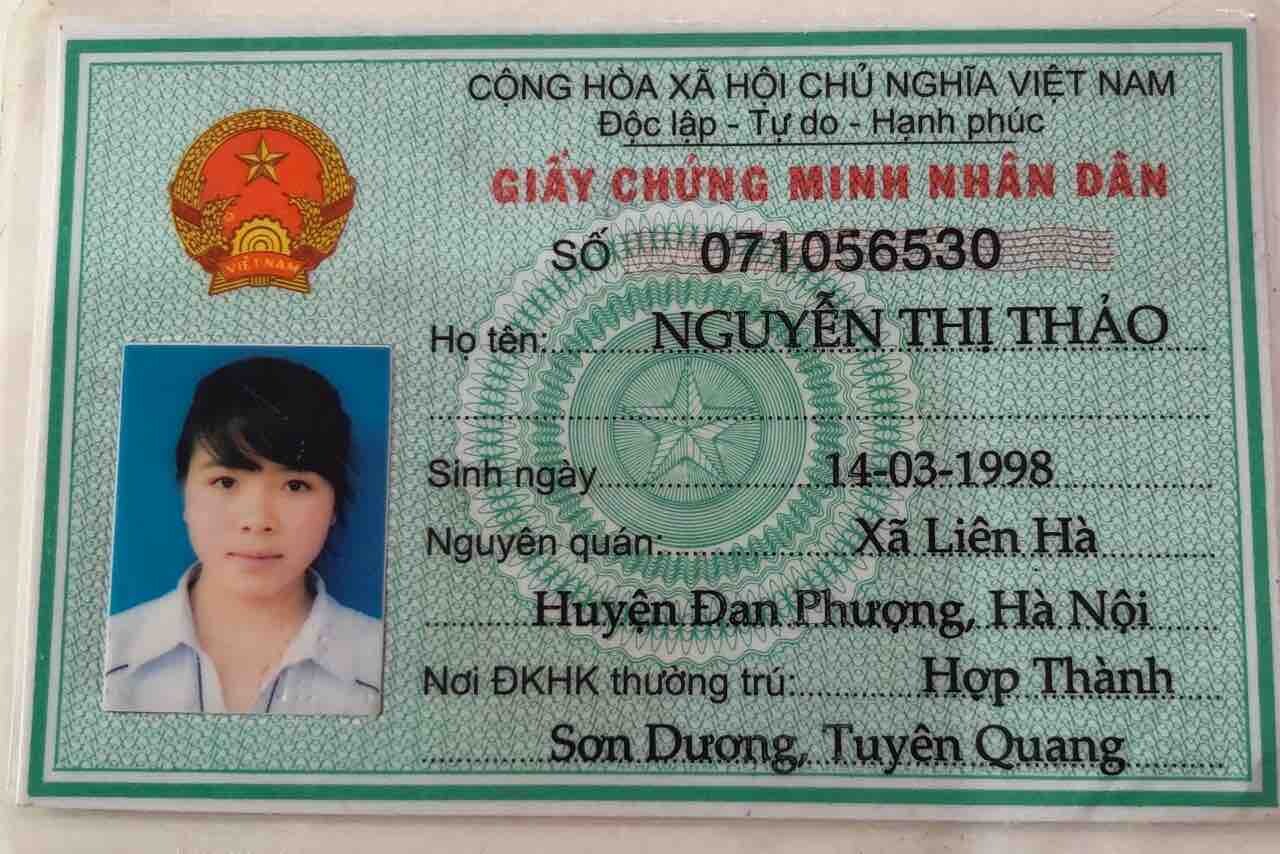 CỘNG HÒA XÃ HỘI CHỦ NGHĨA VIỆT NAM
Độc lập - Tự do - Hạnh phúc
GIẤY CHỨNG MINH NHÂN DÂN
SỐ 071056530
VIỆT NAM
Họ tên: NGUYỄN THỊ THẢO
Sinh ngày 14-03-1998
Nguyên quán: Xã Liên Hà
Huyện Đan Phượng, Hà Nội
Nơi ĐKHK thường trú: Hợp Thành
Sơn Dương, Tuyên Quang